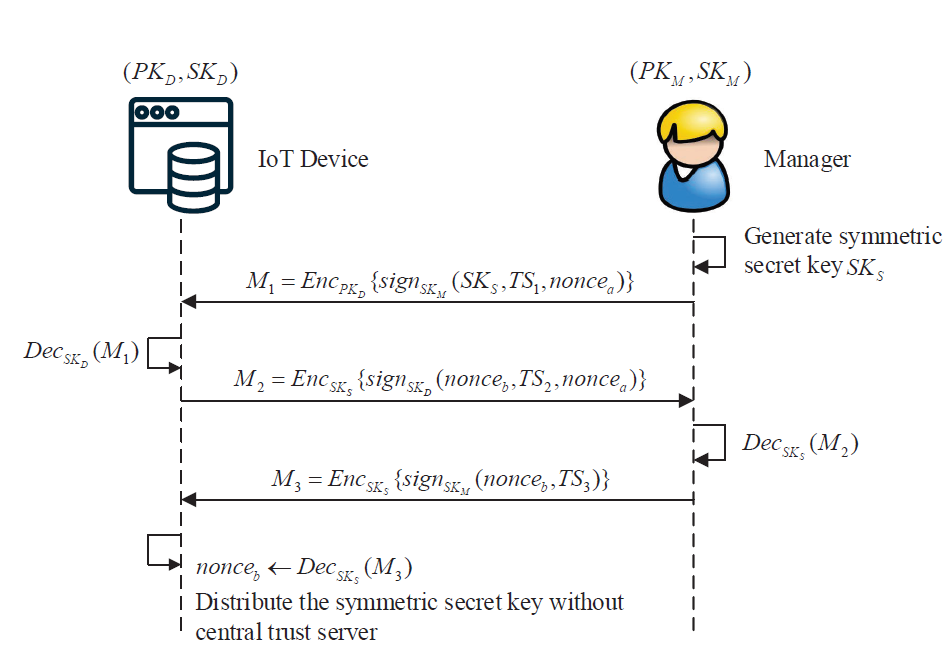 (PK_D, SK_D)
(PK_M, SK_M)
IoT Device
Manager
Generate symmetric
secret key SK_S
M_1 = Enc_{PK_D}{sign_{SK_M}(SK_S, TS_1, nonce_a)}
Dec_{SK_D}(M_1)
M_2 = Enc_{SK_S}{sign_{SK_D}(nonce_b, TS_2, nonce_a)}
Dec_{SK_S}(M_2)
M_3 = Enc_{SK_S}{sign_{SK_M}(nonce_b, TS_3)}
nonce_b ← Dec_{SK_S}(M_3)
Distribute the symmetric secret key without
central trust server